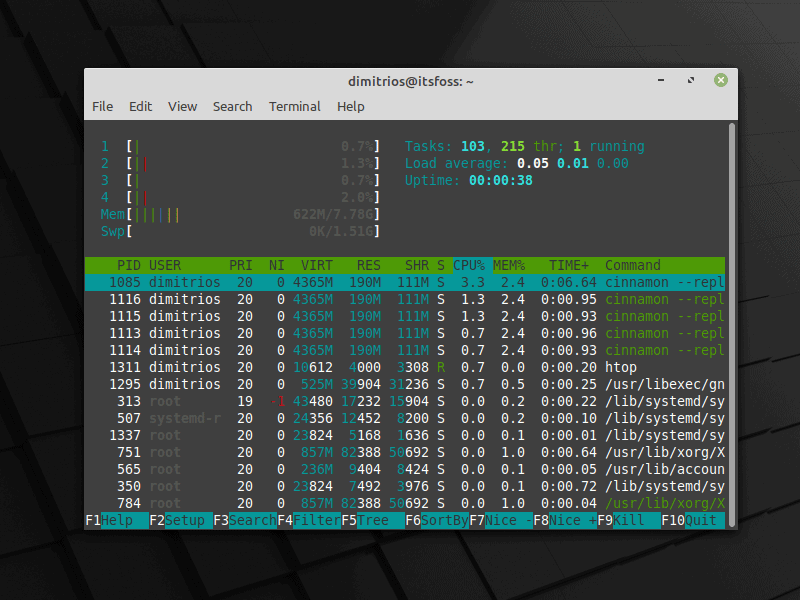 dimitrios@itsfoss: ~
File Edit View Search Terminal Help
1 [| 0.7%] Tasks: 103, 215 thr; 1 running
2 [|| 1.3%] Load average: 0.05 0.01 0.00
3 [| 0.7%] Uptime: 00:00:38
4 [|| 2.0%]
Mem[|||||| 622M/7.78G]
Swp[ 0K/1.51G]
PID USER PRI NI VIRT RES SHR S CPU% MEM% TIME+ Command
1085 dimitrios 20 0 4365M 190M 111M S 3.3 2.4 0:06.64 cinnamon --repl
1116 dimitrios 20 0 4365M 190M 111M S 1.3 2.4 0:00.95 cinnamon --repl
1115 dimitrios 20 0 4365M 190M 111M S 1.3 2.4 0:00.93 cinnamon --repl
1113 dimitrios 20 0 4365M 190M 111M S 0.7 2.4 0:00.96 cinnamon --repl
1114 dimitrios 20 0 4365M 190M 111M S 0.7 2.4 0:00.93 cinnamon --repl
1311 dimitrios 20 0 10612 4000 3308 R 0.7 0.0 0:00.20 htop
1295 dimitrios 20 0 525M 39904 31236 S 0.7 0.5 0:00.25 /usr/libexec/gn
313 root 19 -1 43480 17232 15904 S 0.0 0.2 0:00.22 /lib/systemd/sy
507 systemd-r 20 0 24356 12452 8200 S 0.0 0.2 0:00.10 /lib/systemd/sy
1337 root 20 0 23824 5168 1636 S 0.0 0.1 0:00.01 /lib/systemd/sy
751 root 20 0 857M 82388 50692 S 0.0 1.0 0:00.64 /usr/lib/xorg/X
565 root 20 0 236M 9404 8424 S 0.0 0.1 0:00.05 /usr/lib/accoun
350 root 20 0 23824 7492 3976 S 0.0 0.1 0:00.72 /lib/systemd/sy
784 root 20 0 857M 82388 50692 S 0.0 1.0 0:00.04 /usr/lib/xorg/X
F1Help F2Setup F3SearchF4FilterF5Tree F6SortByF7Nice -F8Nice +F9Kill F10Quit